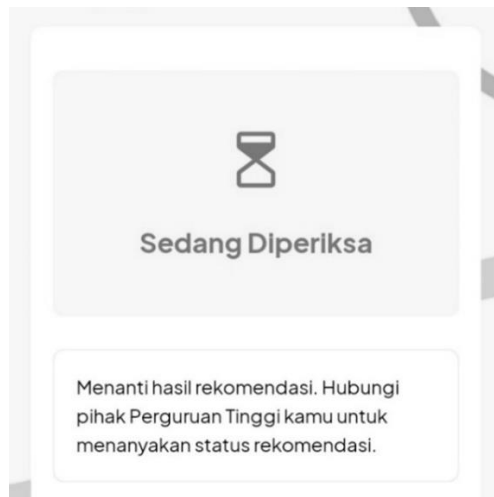 Sedang Diperiksa
Menanti hasil rekomendasi. Hubungi
pihak Perguruan Tinggi kamu untuk
menanyakan status rekomendasi.